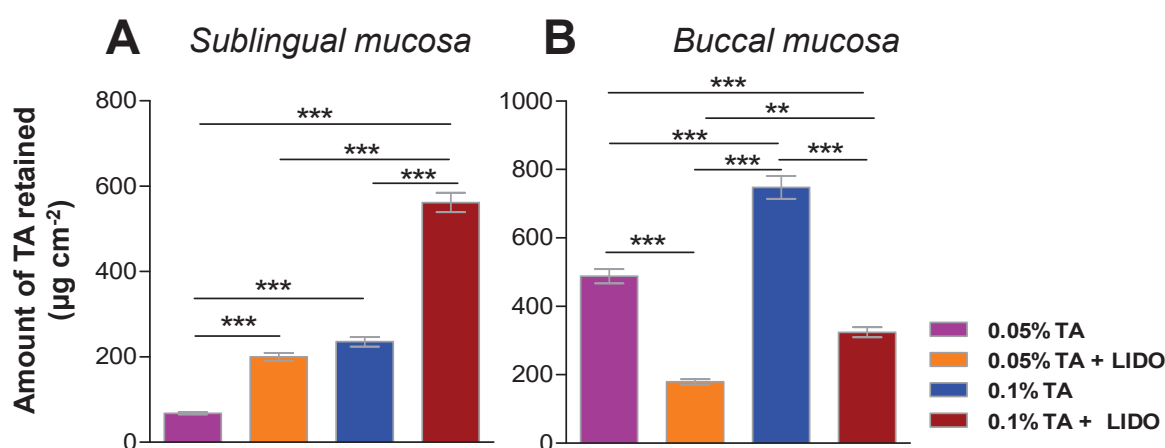 A Sublingual mucosa
B Buccal mucosa
Amount of TA retained
(µg cm-2)
800
600
400
200
0
***
***
***
***
***
1000
800
600
400
200
0
***
**
***
***
***
***
0.05% TA
0.05% TA + LIDO
0.1% TA
0.1% TA + LIDO